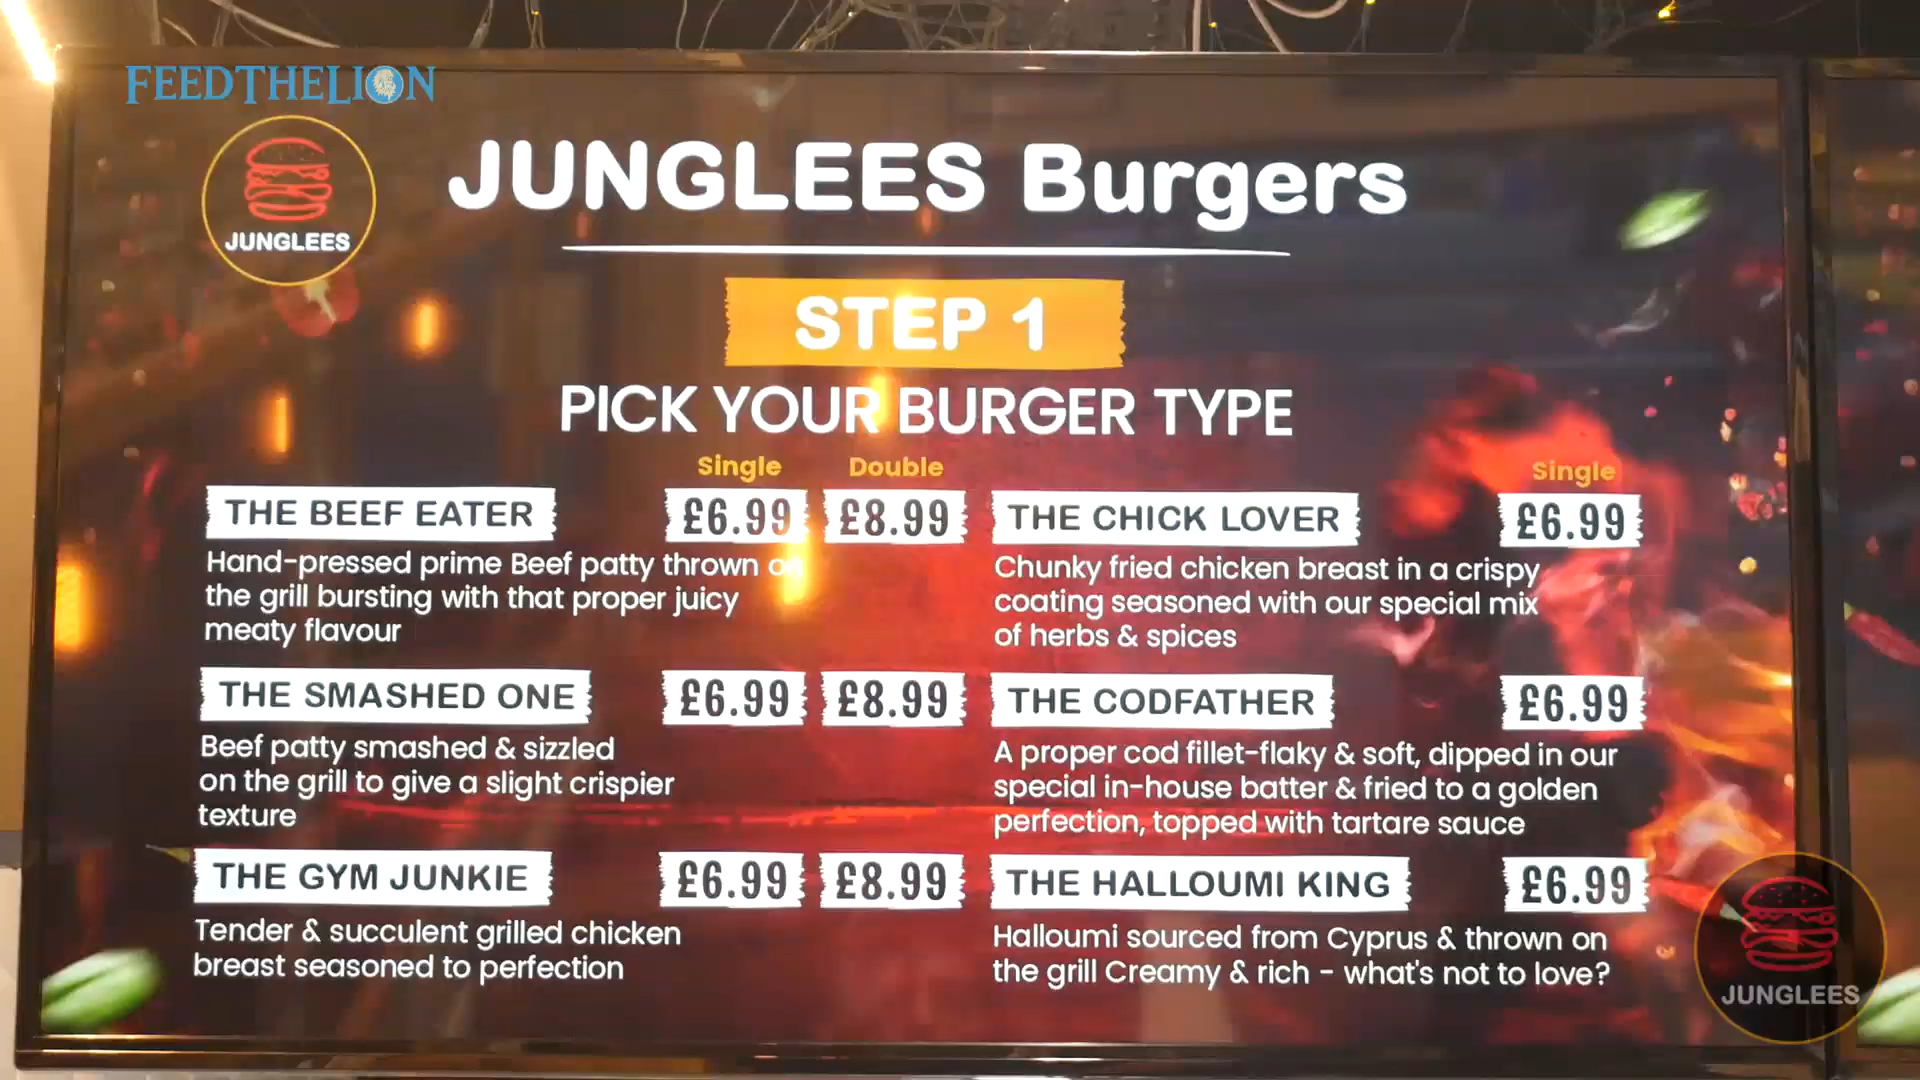 FEEDTHELION
JUNGLEES
JUNGLEES Burgers
STEP 1
PICK YOUR BURGER TYPE
Single Double
THE BEEF EATER £6.99 £8.99
Hand-pressed prime Beef patty thrown on
the grill bursting with that proper juicy
meaty flavour
THE SMASHED ONE £6.99 £8.99
Beef patty smashed & sizzled
on the grill to give a slight crispier
texture
THE GYM JUNKIE £6.99 £8.99
Tender & succulent grilled chicken
breast seasoned to perfection
Single
THE CHICK LOVER £6.99
Chunky fried chicken breast in a crispy
coating seasoned with our special mix
of herbs & spices
THE CODFATHER £6.99
A proper cod fillet-flaky & soft, dipped in our
special in-house batter & fried to a golden
perfection, topped with tartare sauce
THE HALLOUMI KING £6.99
Halloumi sourced from Cyprus & thrown on
the grill Creamy & rich - what's not to love?
JUNGLEES